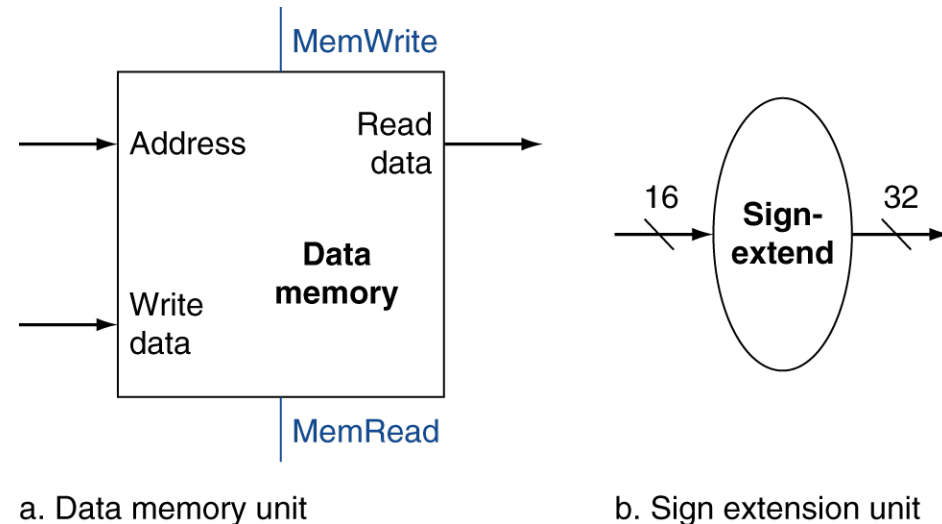 MemWrite
Address
Read
data
Data
memory
Write
data
MemRead
a. Data memory unit
16
Sign-
extend
32
b. Sign extension unit